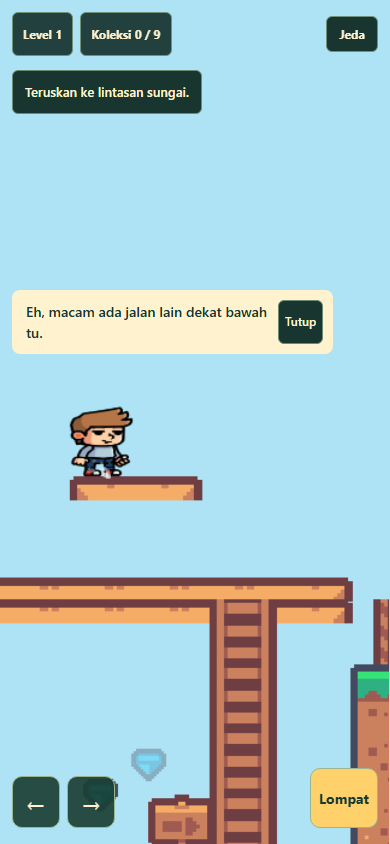 Level 1
Koleksi 0 / 9
Jeda
Teruskan ke lintasan sungai.
Eh, macam ada jalan lain dekat bawah
tu.
Tutup
← →
Lompat